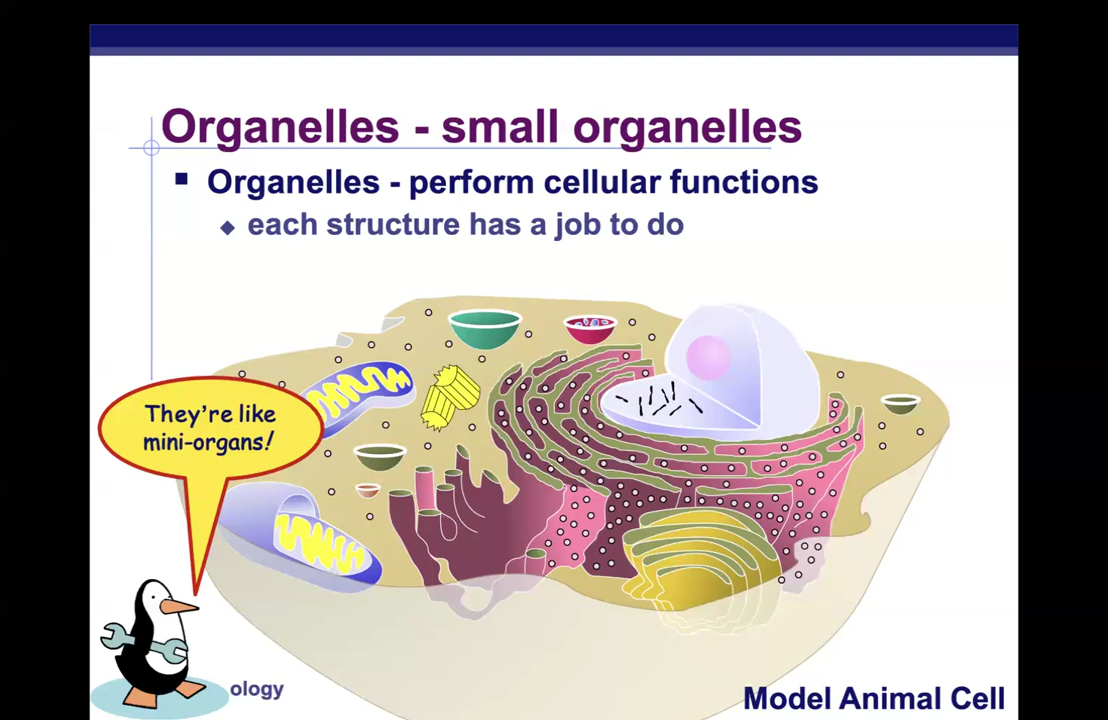 Organelles - small organelles
Organelles - perform cellular functions
each structure has a job to do
They're like
mini-organs!
ology
Model Animal Cell